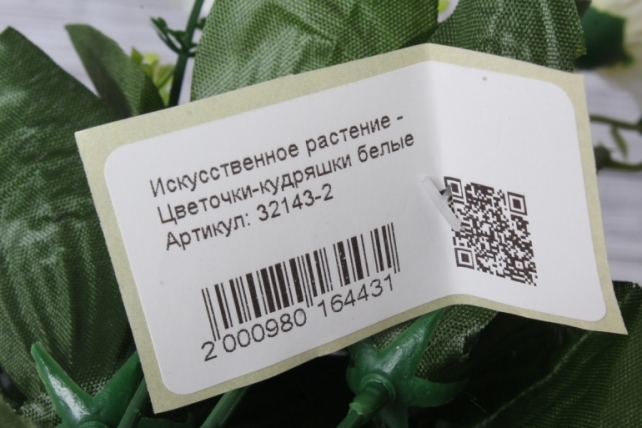 Искусственное растение -
Цветочки-кудряшки белые
Артикул: 32143-2
2 000980 164431